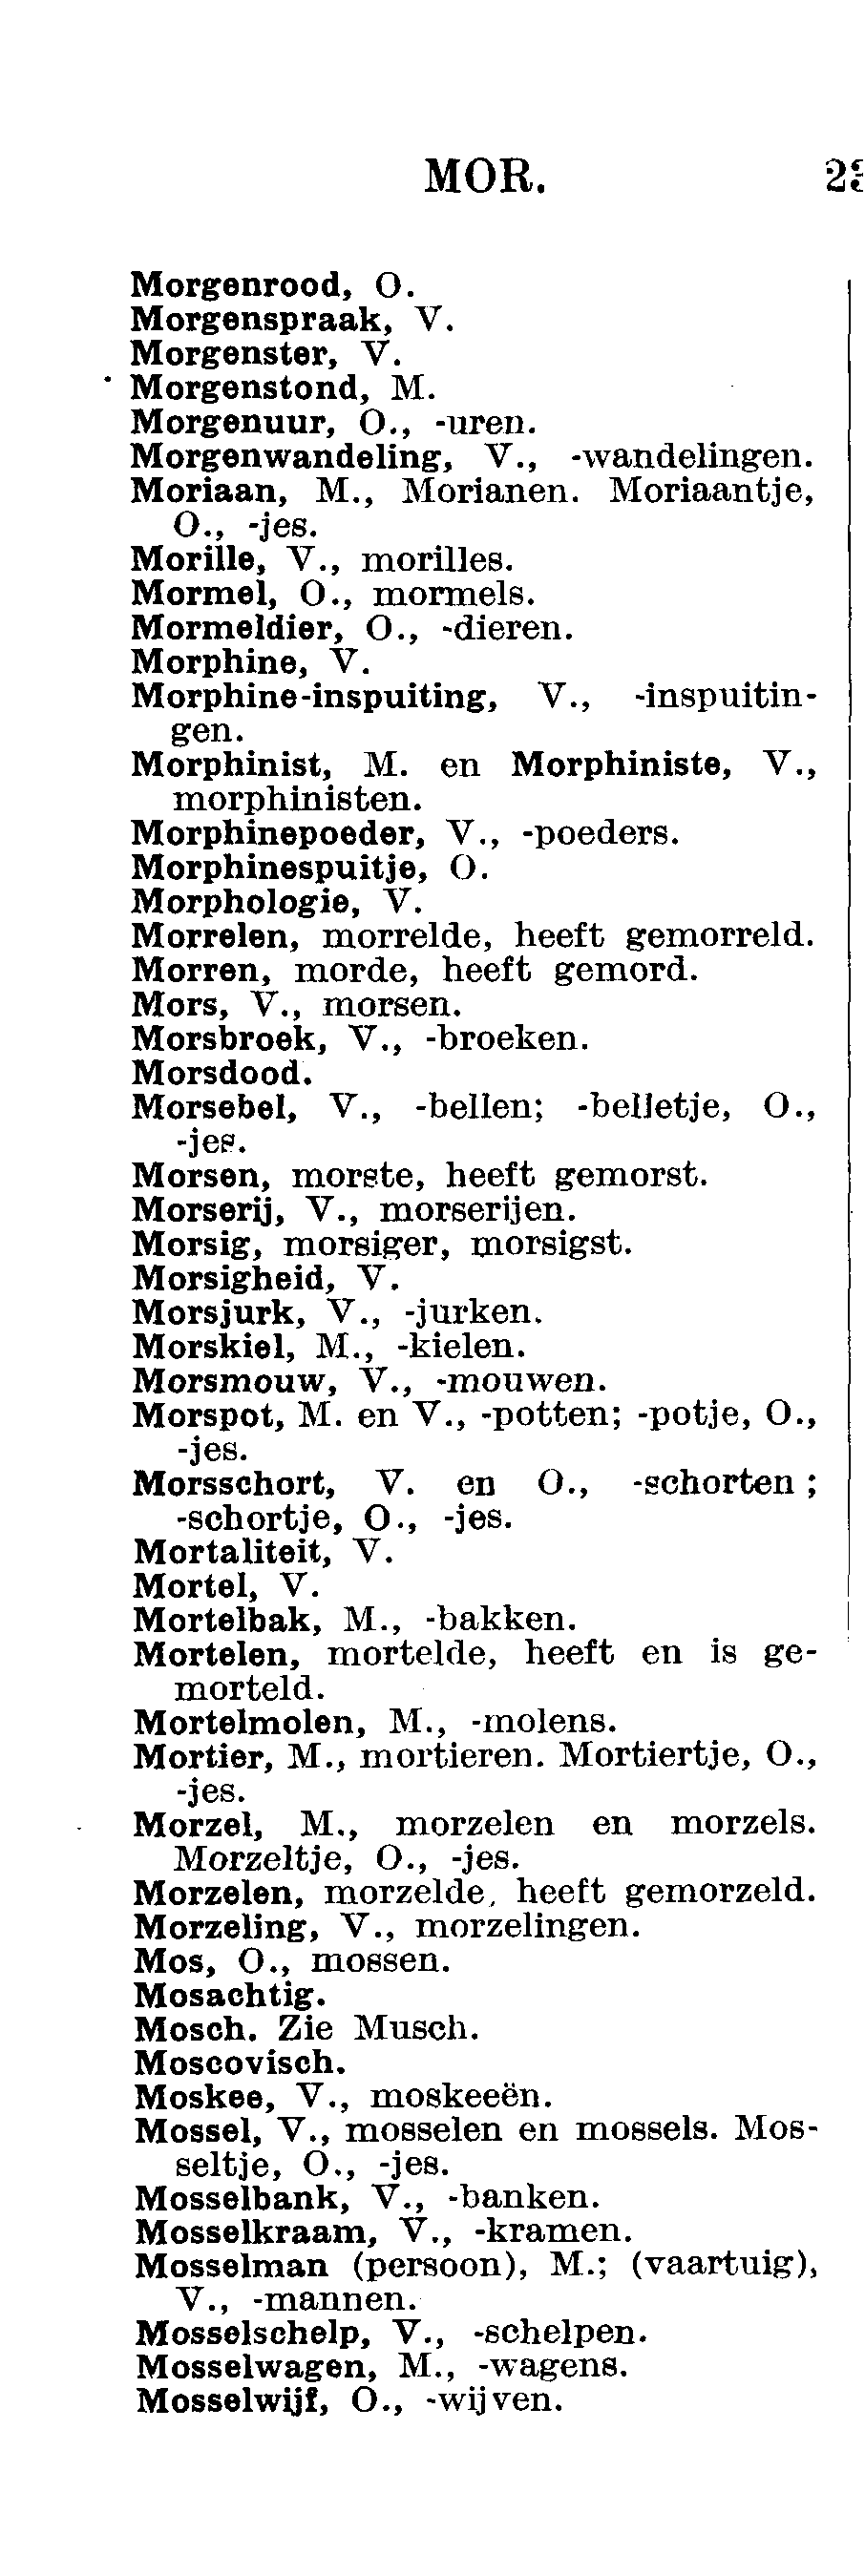 MOR.
Morgenrood, O.
Morgenspraak, V.
Morgenster, V.
Morgenstond, M.
Morgenuur, O., -uren.
Morgenwandeling, V., -wandelingen.
Moriaan, M., Morianen. Moriaantje,
O., -jes.
Morille, V., morilles.
Mormel, O., mormels.
Mormeldier, O., -dieren.
Morphine, V.
Morphine-inspuiting, V., -inspuitin-
gen.
Morphinist, M. en Morphiniste, V.,
morphinisten.
Morphinepoeder, V., -poeders.
Morphinespuitje, O.
Morphologie, V.
Morrelen, morrelde, heeft gemorreld.
Morren, morde, heeft gemord.
Mors, V., morsen.
Morsbroek, V., -broeken.
Morsdood.
Morsebel, V., -bellen; -belletje, O.,
-jes.
Morsen, morste, heeft gemorst.
Morserij, V., morserijen.
Morsig, morsiger, morsigst.
Morsigheid, V.
Morsjurk, V., -jurken.
Morskiel, M., -kielen.
Morsmouw, V., -mouwen.
Morspot, M. en V., -potten; -potje, O.,
-jes.
Morsschort, V. en O., -schorten;
-schortje, O., -jes.
Mortaliteit, V.
Mortel, V.
Mortelbak, M., -bakken.
Mortelen, mortelde, heeft en is ge-
morteld.
Mortelmolen, M., -molens.
Mortier, M., mortieren. Mortiertje, O.,
-jes.
Morzel, M., morzelen en morzels.
Morzeltje, O., -jes.
Morzelen, morzelde, heeft gemorzeld.
Morzeling, V., morzelingen.
Mos, O., mossen.
Mosachtig.
Mosch. Zie Musch.
Moscovisch.
Moskee, V., moskeeën.
Mossel, V., mosselen en mossels. Mos-
seltje, O., -jes.
Mosselbank, V., -banken.
Mosselkraam, V., -kramen.
Mosselman (persoon), M.; (vaartuig),
V., -mannen.
Mosselschelp, V., -schelpen.
Mosselwagen, M., -wagens.
Mosselwijf, O., -wijven.